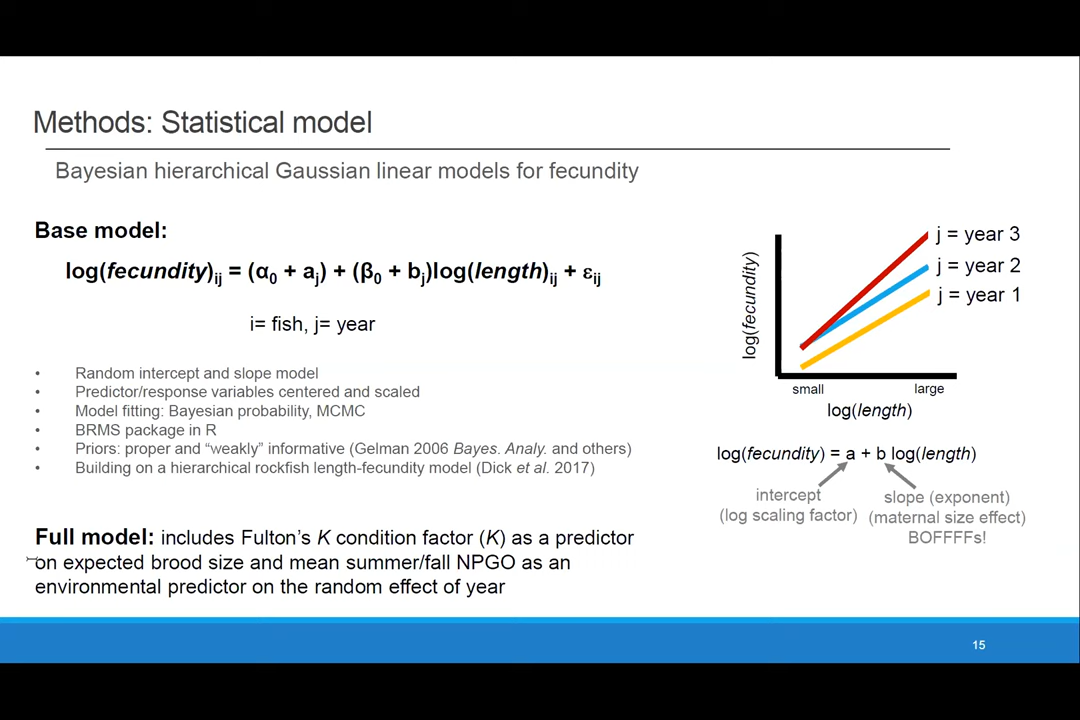 Methods: Statistical model
Bayesian hierarchical Gaussian linear models for fecundity
Base model:
log(fecundity)ij = (α0 + aj) + (β0 + bj)log(length)ij + εij
i= fish, j= year
• Random intercept and slope model
• Predictor/response variables centered and scaled
• Model fitting: Bayesian probability, MCMC
• BRMS package in R
• Priors: proper and “weakly” informative (Gelman 2006 Bayes. Analy. and others)
• Building on a hierarchical rockfish length-fecundity model (Dick et al. 2017)
Full model: includes Fulton’s K condition factor (K) as a predictor
on expected brood size and mean summer/fall NPGO as an
environmental predictor on the random effect of year
log(fecundity)
j = year 3
j = year 2
j = year 1
small large
log(length)
log(fecundity) = a + b log(length)
intercept
(log scaling factor)
slope (exponent)
(maternal size effect)
BOFFFFs!
15